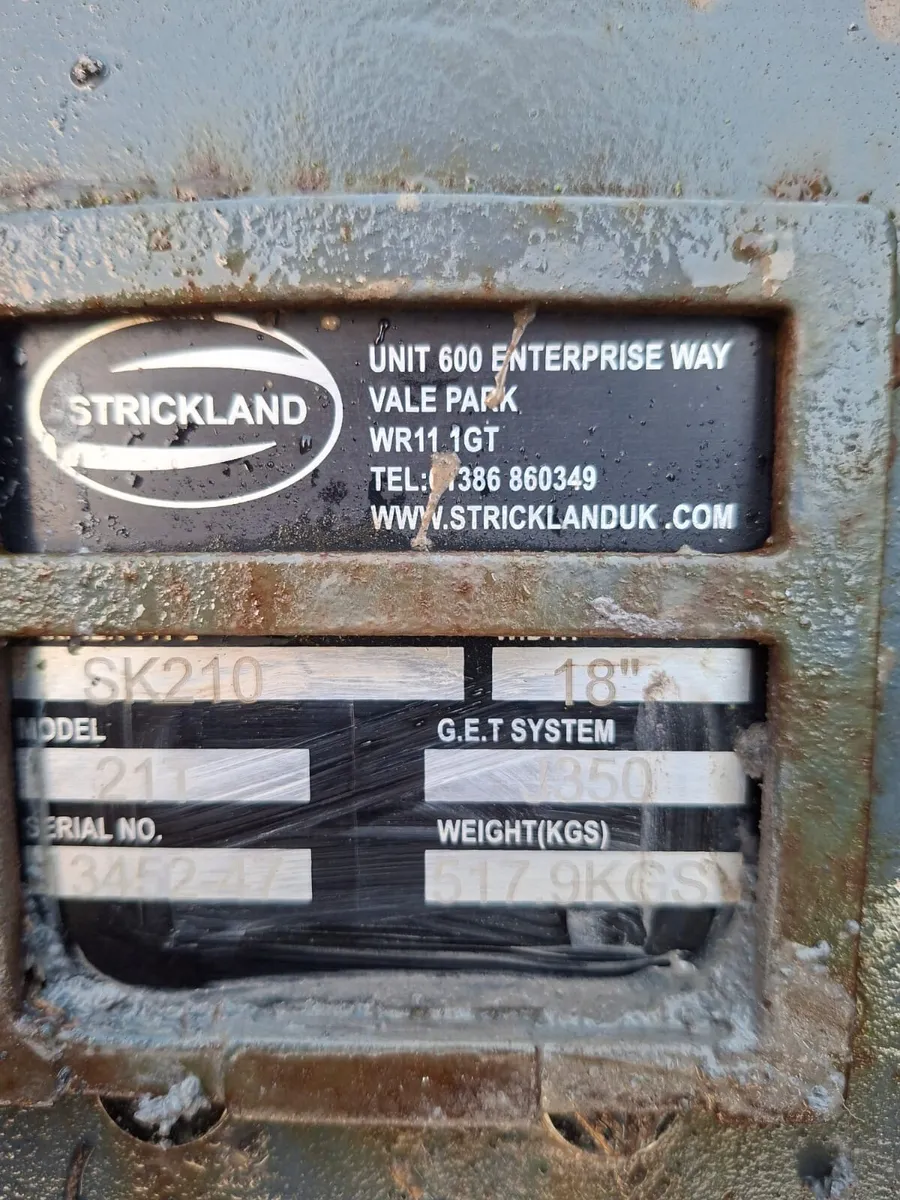 STRICKLAND
UNIT 600 ENTERPRISE WAY
VALE PARK
WR11 1GT
TEL:01386 860349
WWW.STRICKLANDUK .COM
SK210
18"
MODEL
G.E.T SYSTEM
21T
J350
SERIAL NO.
WEIGHT(KGS)
517.9KGS